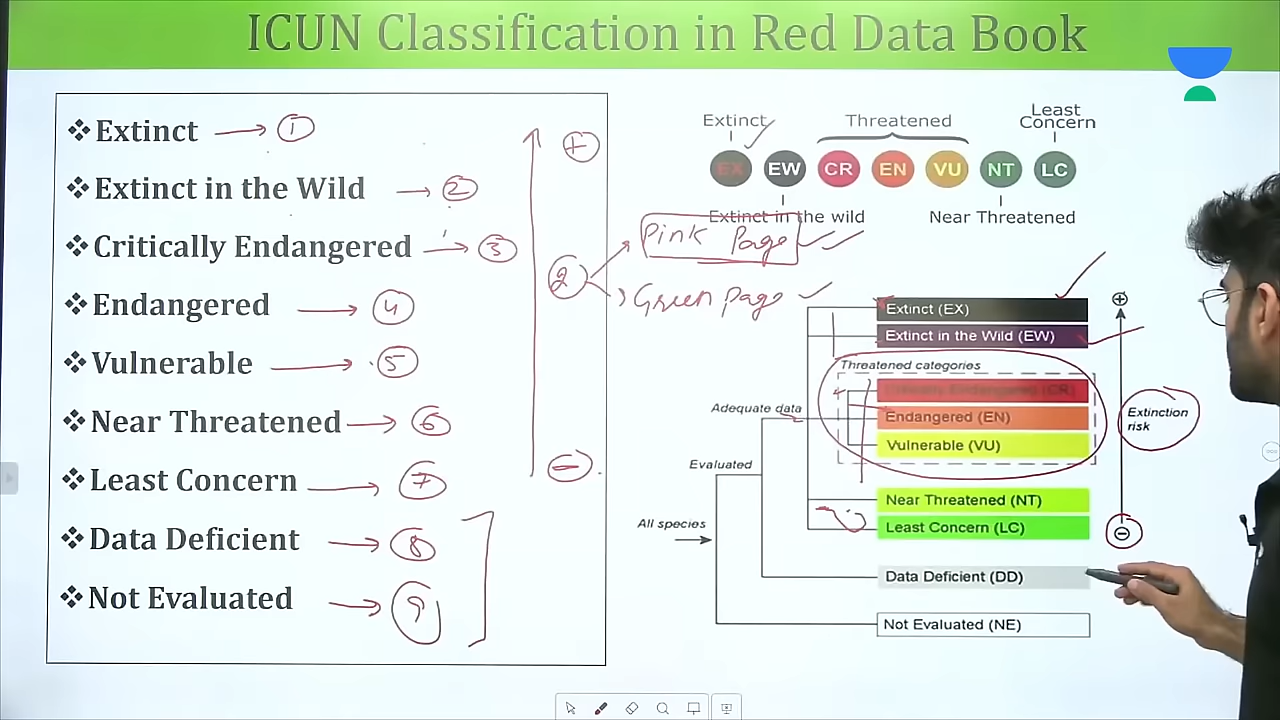 ICUN Classification in Red Data Book
❖ Extinct → 1
❖ Extinct in the Wild → 2
❖ Critically Endangered → 3
❖ Endangered → 4
❖ Vulnerable → 5
❖ Near Threatened → 6
❖ Least Concern → 7
❖ Data Deficient → 8
❖ Not Evaluated → 9
+
2
-
Pink Page
Green page
Extinct
Threatened
Least
Concern
EX EW CR EN VU NT LC
Extinct in the wild
Near Threatened
Extinct (EX)
Extinct in the Wild (EW)
Threatened categories
Critically Endangered (CR)
Adequate data
Endangered (EN)
Extinction
risk
Vulnerable (VU)
Evaluated
Near Threatened (NT)
All species
Least Concern (LC)
Data Deficient (DD)
Not Evaluated (NE)
+
-